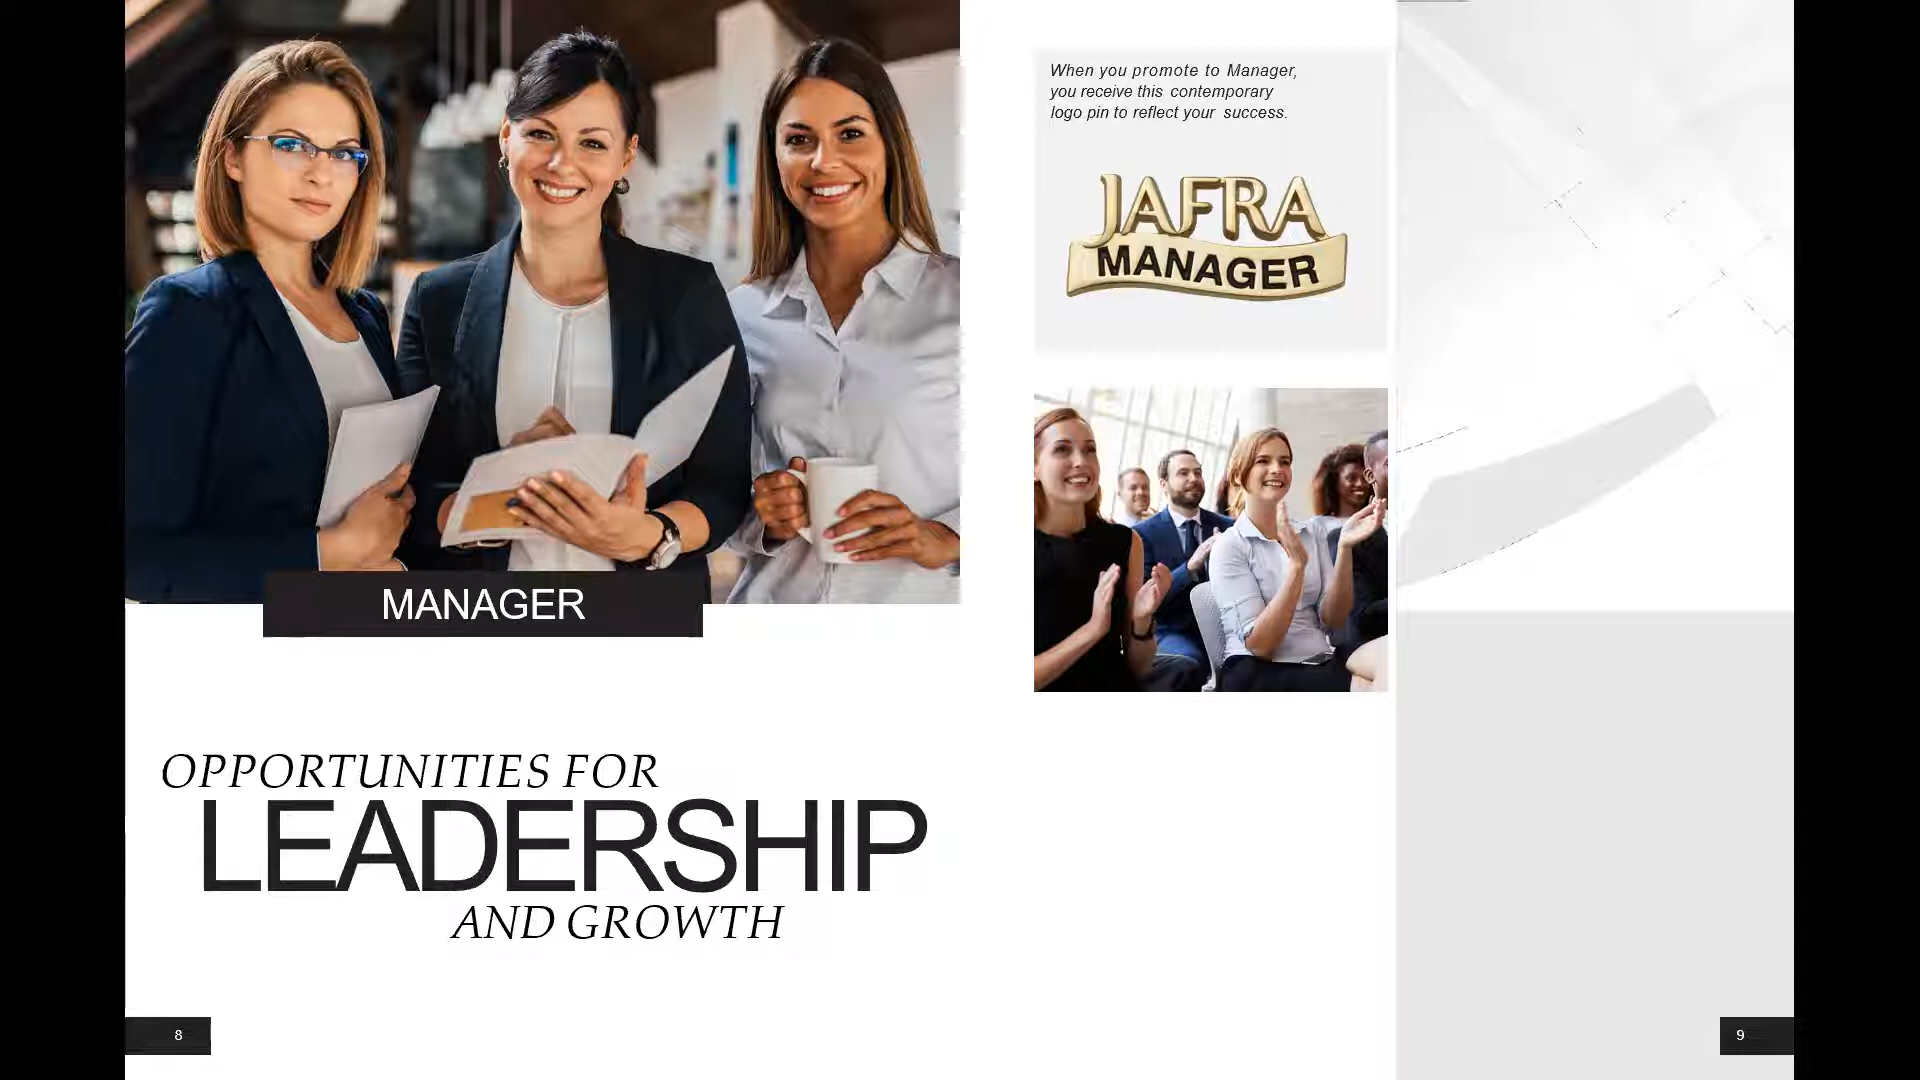 MANAGER
OPPORTUNITIES FOR
LEADERSHIP
AND GROWTH
8
When you promote to Manager,
you receive this contemporary
logo pin to reflect your success.
JAFRA
MANAGER
9